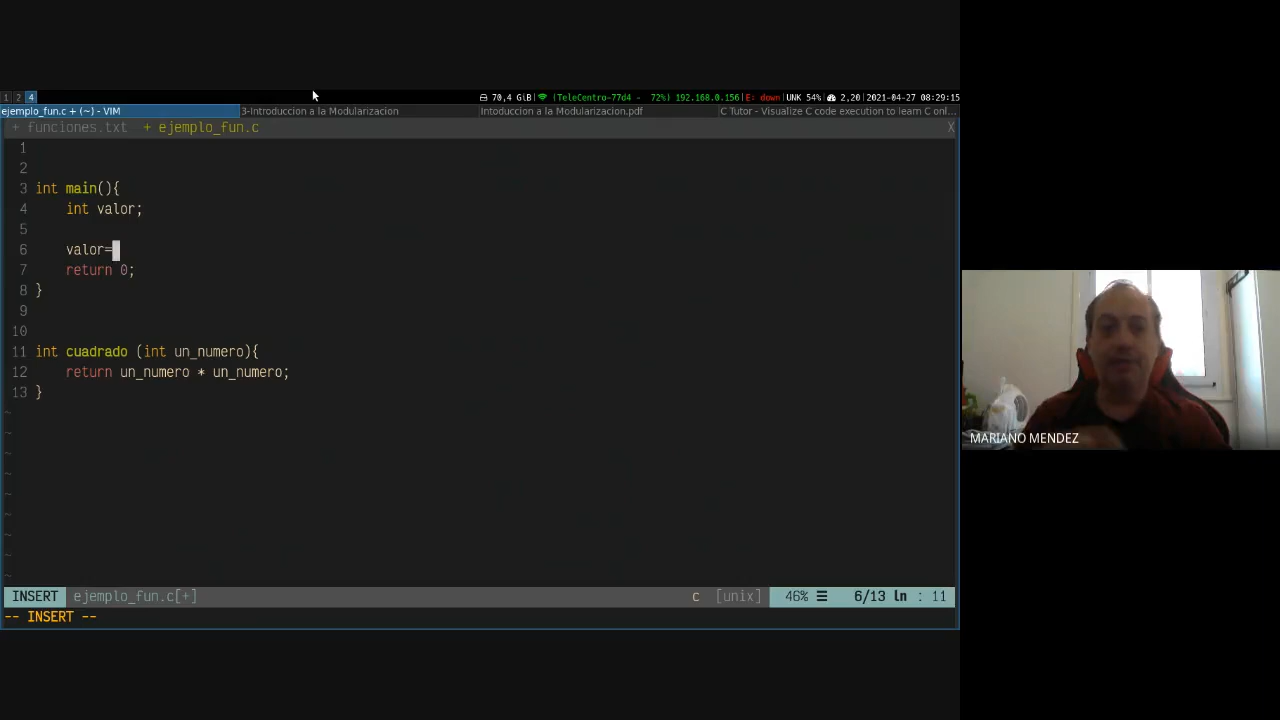 1 2 4 70,4 GiB| (TeleCentro-77d4 - 72%) 192.168.0.156|E: down|UNK 54%| 2,20|2021-04-27 08:29:15
ejemplo_fun.c + (~) - VIM 3-Introduccion a la Modularizacion Intoduccion a la Modularizacion.pdf C Tutor - Visualize C code execution to learn C onl...
+ funciones.txt + ejemplo_fun.c X
1
2
3 int main(){
4 int valor;
5
6 valor=
7 return 0;
8 }
9
10
11 int cuadrado (int un_numero){
12 return un_numero * un_numero;
13 }
~
~
~
~
~
~
~
~
~
INSERT ejemplo_fun.c[+] c [unix] 46% ☰ 6/13 ln : 11
-- INSERT --
MARIANO MENDEZ